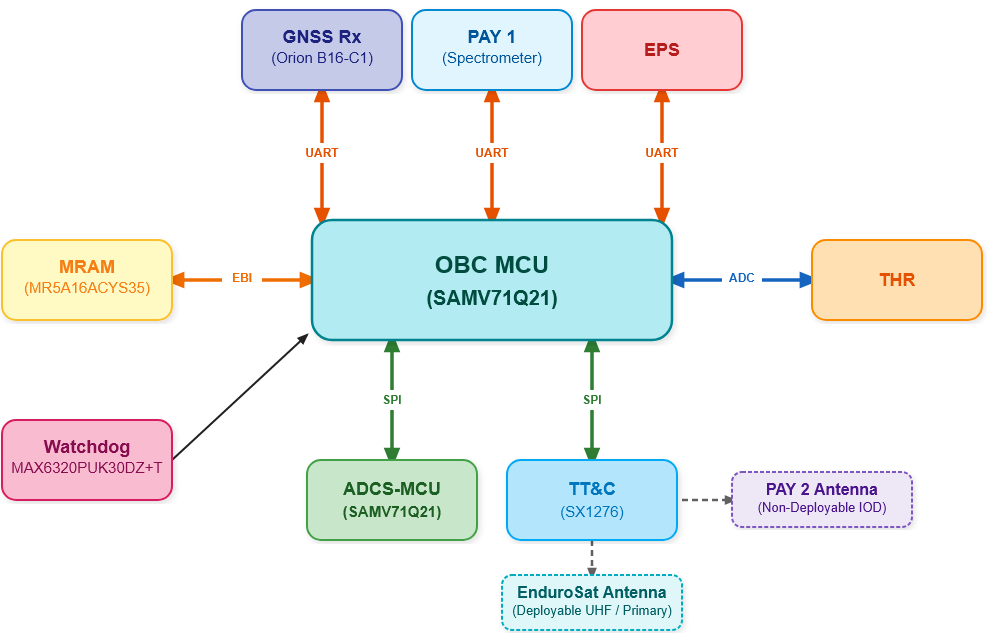 GNSS Rx
(Orion B16-C1)
PAY 1
(Spectrometer)
EPS
UART
UART
UART
MRAM
(MR5A16ACYS35)
EBI
OBC MCU
(SAMV71Q21)
ADC
THR
SPI
SPI
Watchdog
MAX6320PUK30DZ+T
ADCS-MCU
(SAMV71Q21)
TT&C
(SX1276)
PAY 2 Antenna
(Non-Deployable IOD)
EnduroSat Antenna
(Deployable UHF / Primary)